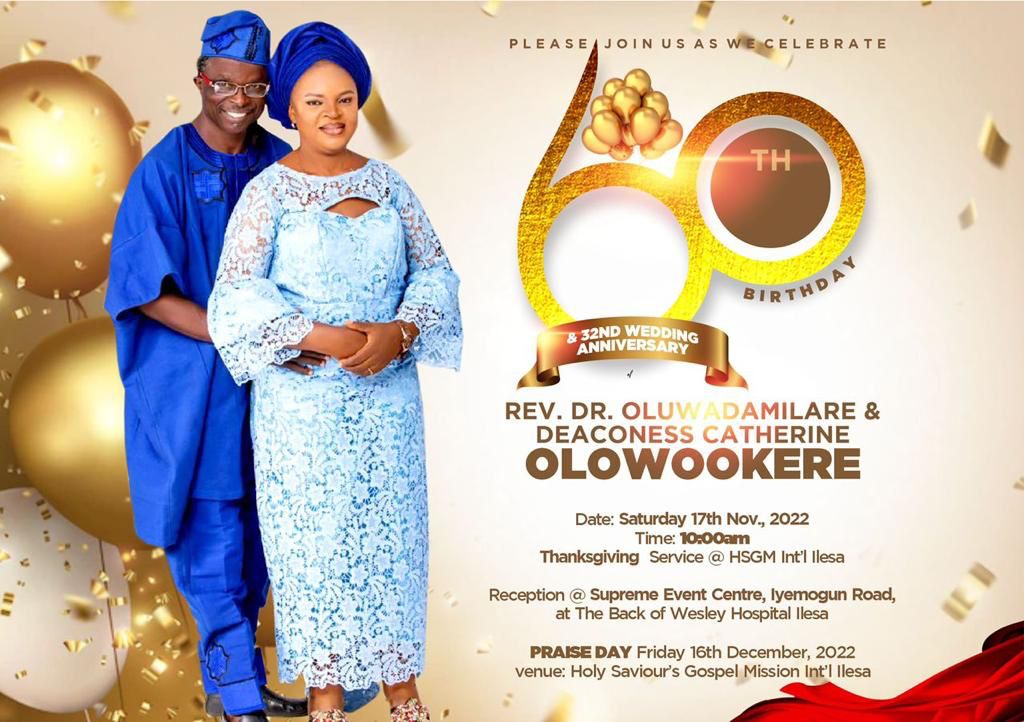 PLEASE JOIN US AS WE CELEBRATE
60
TH
BIRTHDAY
& 32ND WEDDING
ANNIVERSARY
REV. DR. OLUWADAMILARE &
DEACONESS CATHERINE
OLOWOOKERE
Date: Saturday 17th Nov., 2022
Time: 10:00am
Thanksgiving Service @ HSGM Int'l Ilesa
Reception @ Supreme Event Centre, Iyemogun Road,
at The Back of Wesley Hospital Ilesa
PRAISE DAY Friday 16th December, 2022
venue: Holy Saviour's Gospel Mission Int'l Ilesa